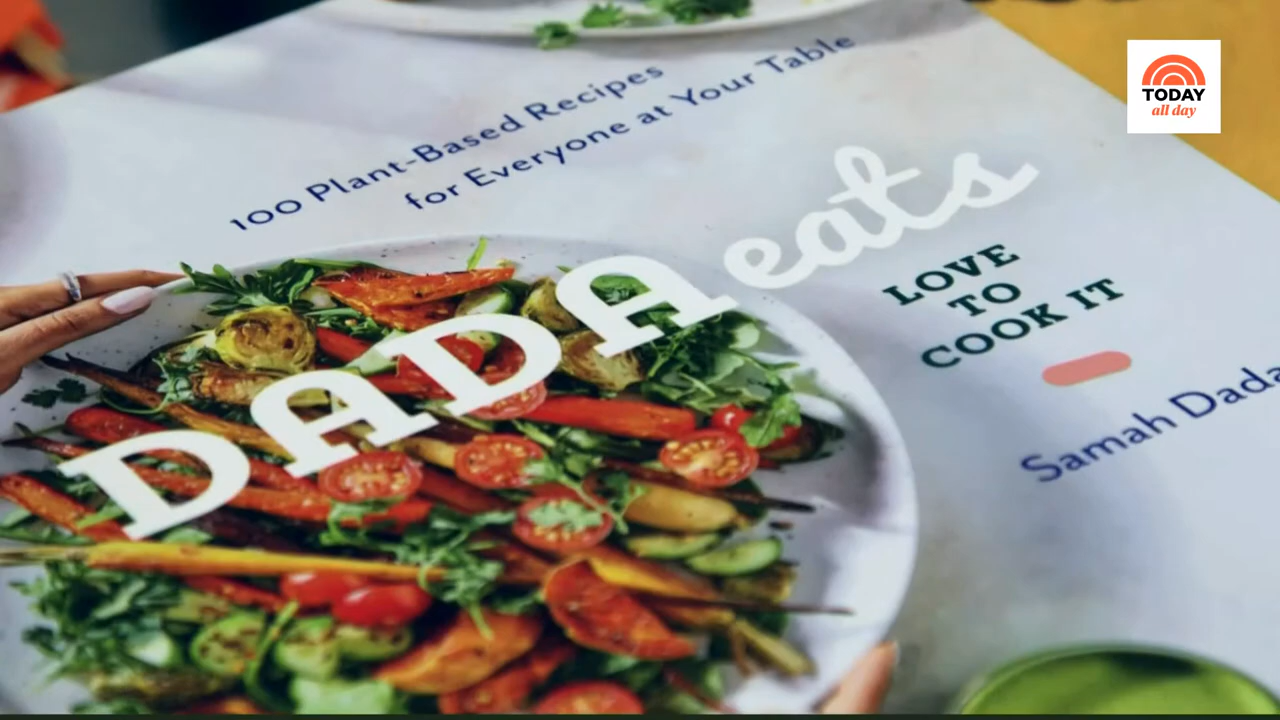 100 Plant-Based Recipes
for Everyone at Your Table
DADA eats
LOVE
TO
COOK IT
Samah Dada
TODAY
all day